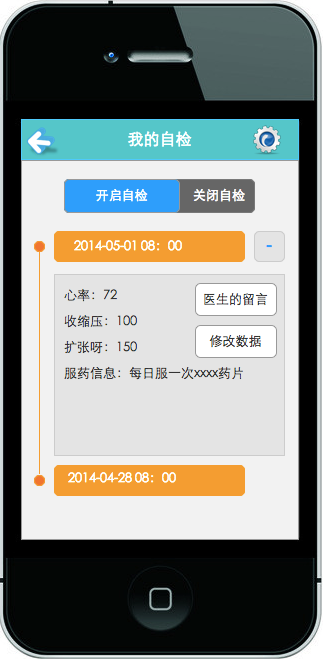 我的自检
开启自检 关闭自检
2014-05-01 08：00 -
心率：72 医生的留言
收缩压：100
扩张呀：150 修改数据
服药信息：每日服一次xxxx药片
2014-04-28 08：00